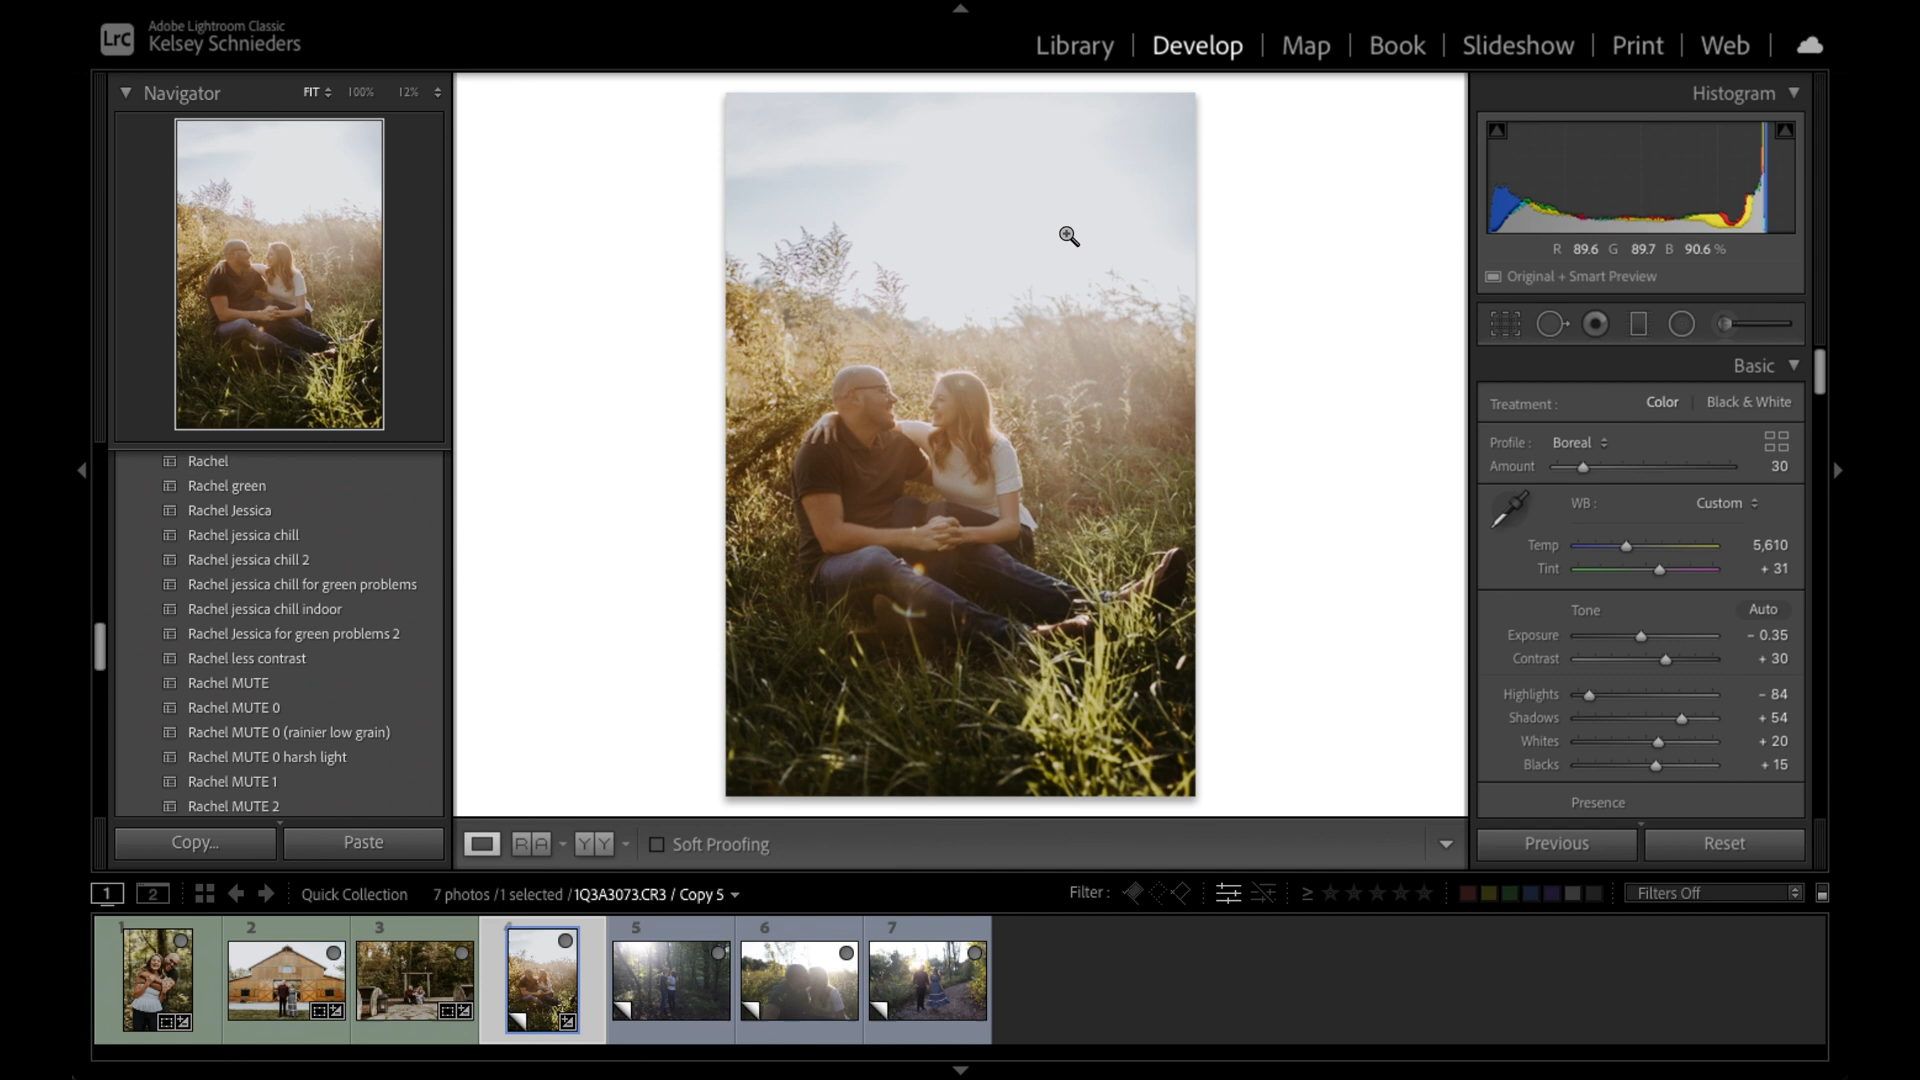 Lrc
Adobe Lightroom Classic
Kelsey Schnieders
Library | Develop | Map | Book | Slideshow | Print | Web |
Navigator FIT 100% 12%
Rachel
Rachel green
Rachel Jessica
Rachel jessica chill
Rachel jessica chill 2
Rachel jessica chill for green problems
Rachel jessica chill indoor
Rachel Jessica for green problems 2
Rachel less contrast
Rachel MUTE
Rachel MUTE 0
Rachel MUTE 0 (rainier low grain)
Rachel MUTE 0 harsh light
Rachel MUTE 1
Rachel MUTE 2
Copy... Paste
R A Y Y Soft Proofing
Histogram
R 89.6 G 89.7 B 90.6 %
Original + Smart Preview
Basic
Treatment : Color | Black & White
Profile : Boreal
Amount 30
WB : Custom
Temp 5,610
Tint + 31
Tone Auto
Exposure - 0.35
Contrast + 30
Highlights - 84
Shadows + 54
Whites + 20
Blacks + 15
Presence
Previous Reset
1 2 Quick Collection 7 photos /1 selected /1Q3A3073.CR3 / Copy 5 Filter : ≥ Filters Off
1 2 3 4 5 6 7